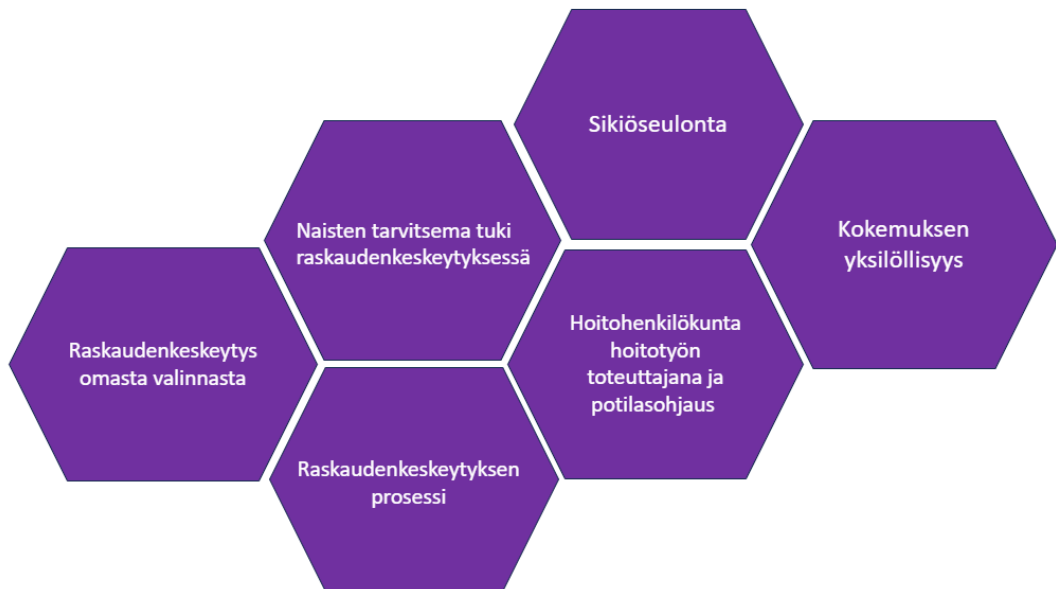 Sikiöseulonta
Naisten tarvitsema tuki
raskaudenkeskeytyksessä
Kokemuksen
yksilöllisyys
Raskaudenkeskeytys
omasta valinnasta
Hoitohenkilökunta
hoitotyön
toteuttajana ja
potilasohjaus
Raskaudenkeskeytyksen
prosessi